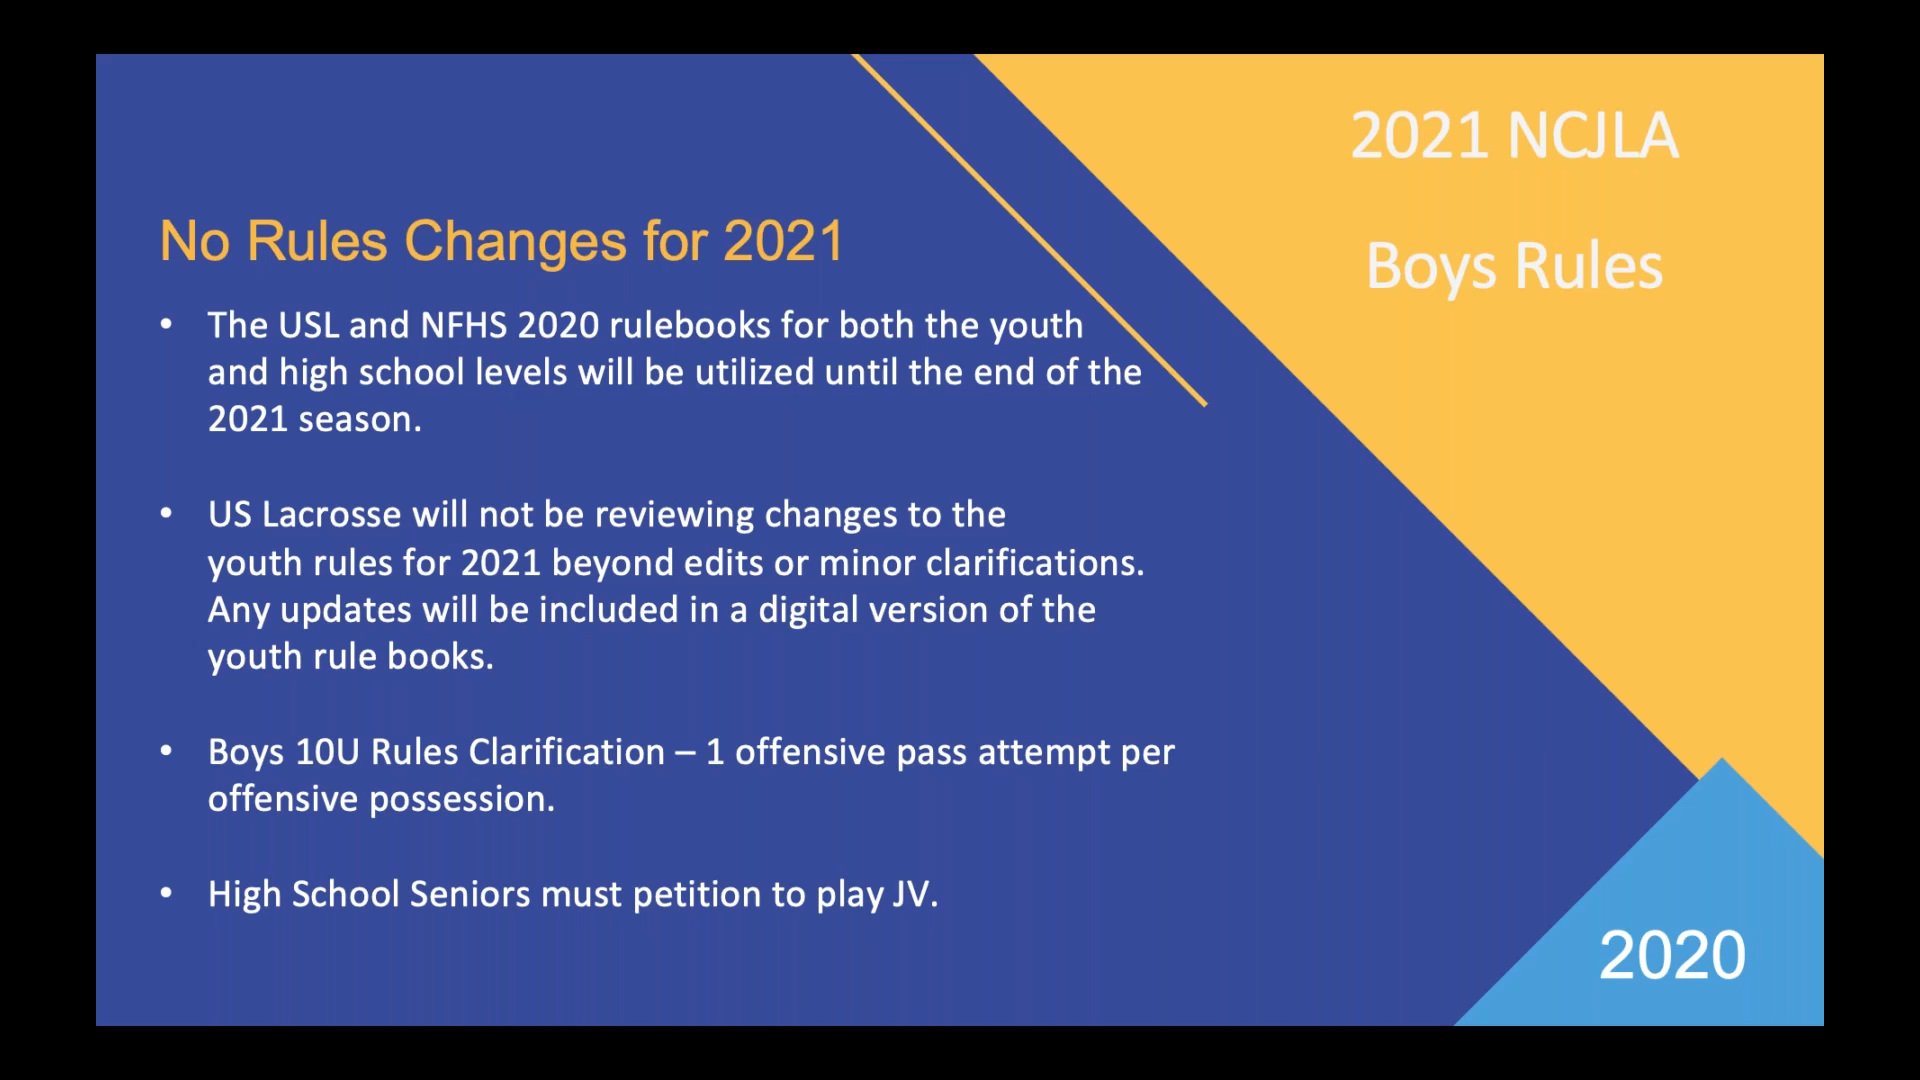 2021 NCJLA
Boys Rules
No Rules Changes for 2021
• The USL and NFHS 2020 rulebooks for both the youth
and high school levels will be utilized until the end of the
2021 season.
• US Lacrosse will not be reviewing changes to the
youth rules for 2021 beyond edits or minor clarifications.
Any updates will be included in a digital version of the
youth rule books.
• Boys 10U Rules Clarification – 1 offensive pass attempt per
offensive possession.
• High School Seniors must petition to play JV.
2020